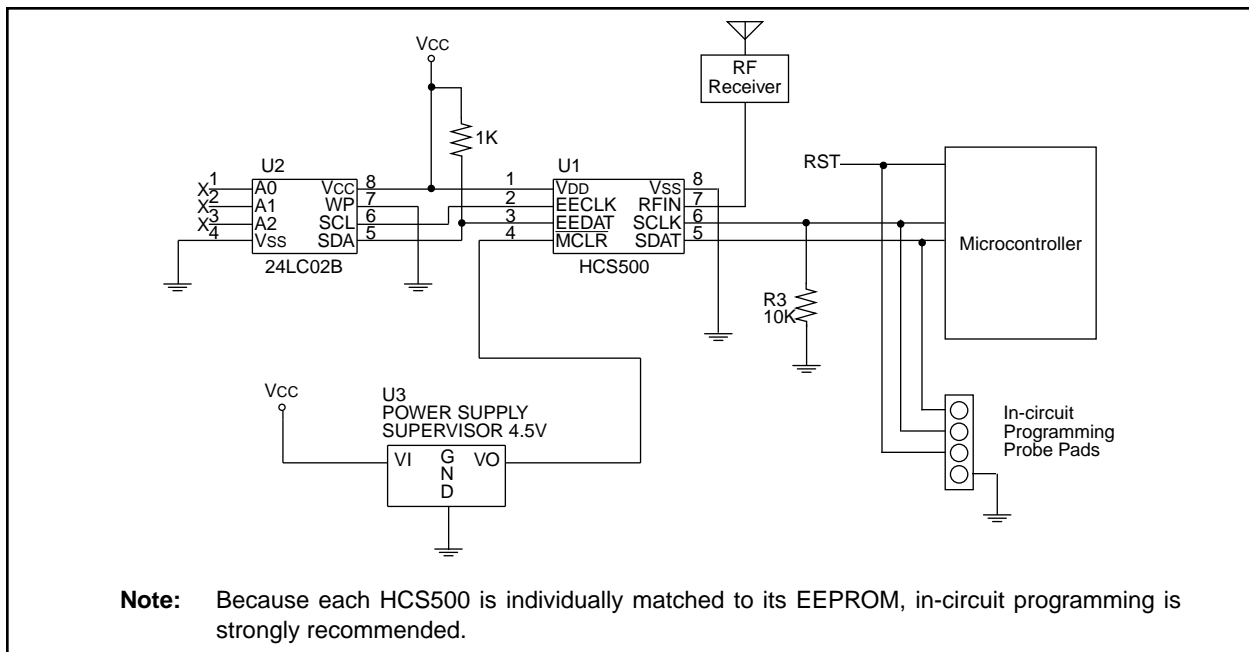 VCC
RF
Receiver
1K
U2
U1
RST
1
2
3
4
X
X
X
A0
A1
A2
VSS
VCC
WP
SCL
SDA
8
7
6
5
24LC02B
1
2
3
4
VDD
EECLK
EEDAT
MCLR
VSS
RFIN
SCLK
SDAT
8
7
6
5
HCS500
Microcontroller
R3
10K
VCC
U3
POWER SUPPLY
SUPERVISOR 4.5V
VI
GND
VO
In-circuit
Programming
Probe Pads
Note: Because each HCS500 is individually matched to its EEPROM, in-circuit programming is
strongly recommended.